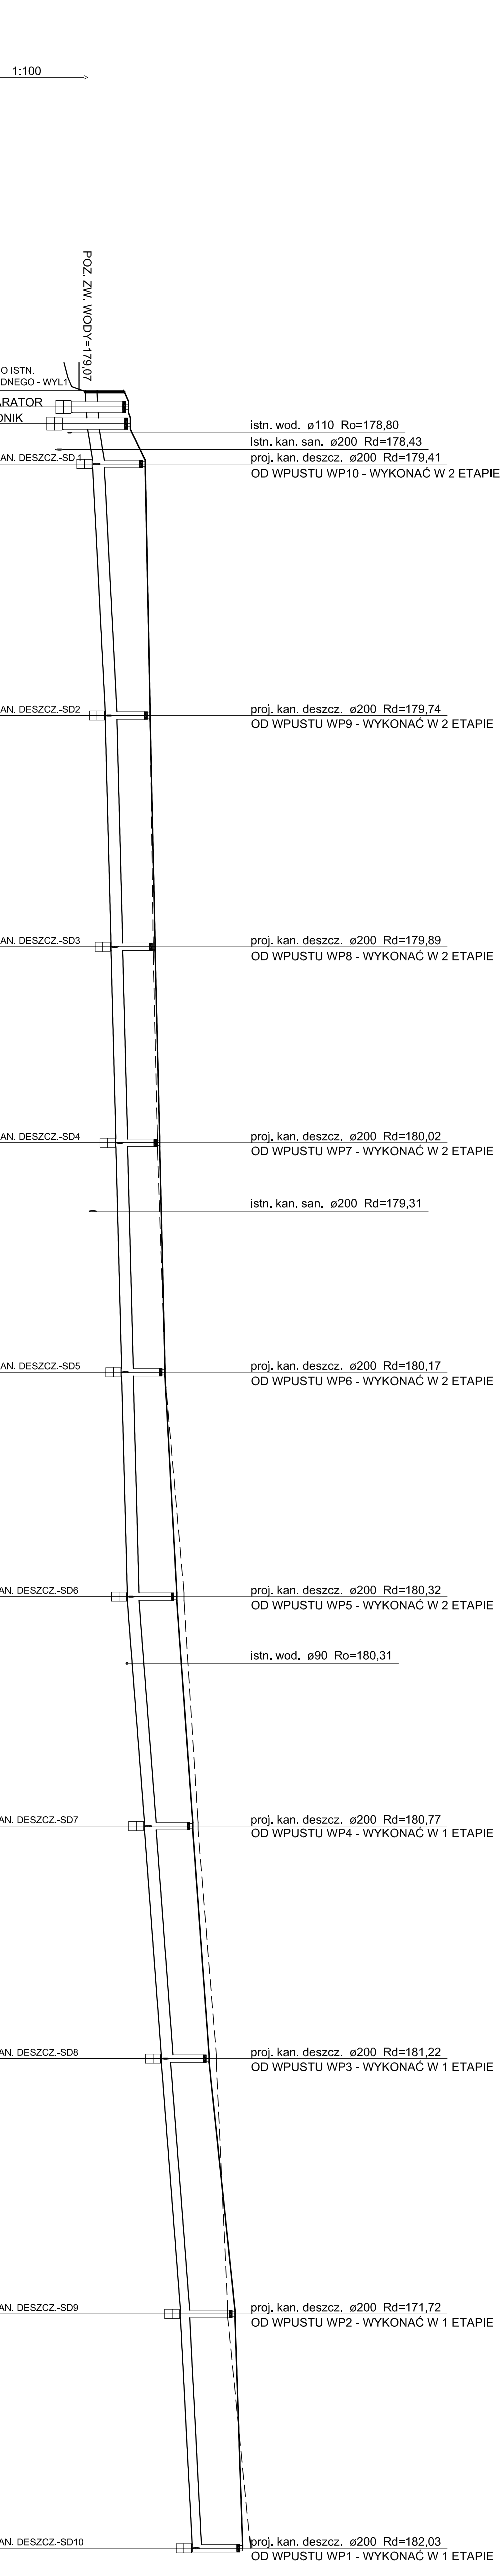 1:100
POZ. ZW. WODY=179,07
O ISTN.
DNEGO - WYL1
ARATOR
ONIK
istn. wod. ø110 Ro=178,80
istn. kan. san. ø200 Rd=178,43
AN. DESZCZ.-SD,1
proj. kan. deszcz. ø200 Rd=179,41
OD WPUSTU WP10 - WYKONAĆ W 2 ETAPIE
AN. DESZCZ.-SD2
proj. kan. deszcz. ø200 Rd=179,74
OD WPUSTU WP9 - WYKONAĆ W 2 ETAPIE
AN. DESZCZ.-SD3
proj. kan. deszcz. ø200 Rd=179,89
OD WPUSTU WP8 - WYKONAĆ W 2 ETAPIE
AN. DESZCZ.-SD4
proj. kan. deszcz. ø200 Rd=180,02
OD WPUSTU WP7 - WYKONAĆ W 2 ETAPIE
istn. kan. san. ø200 Rd=179,31
AN. DESZCZ.-SD5
proj. kan. deszcz. ø200 Rd=180,17
OD WPUSTU WP6 - WYKONAĆ W 2 ETAPIE
AN. DESZCZ.-SD6
proj. kan. deszcz. ø200 Rd=180,32
OD WPUSTU WP5 - WYKONAĆ W 2 ETAPIE
istn. wod. ø90 Ro=180,31
AN. DESZCZ.-SD7
proj. kan. deszcz. ø200 Rd=180,77
OD WPUSTU WP4 - WYKONAĆ W 1 ETAPIE
AN. DESZCZ.-SD8
proj. kan. deszcz. ø200 Rd=181,22
OD WPUSTU WP3 - WYKONAĆ W 1 ETAPIE
AN. DESZCZ.-SD9
proj. kan. deszcz. ø200 Rd=171,72
OD WPUSTU WP2 - WYKONAĆ W 1 ETAPIE
AN. DESZCZ.-SD10
proj. kan. deszcz. ø200 Rd=182,03
OD WPUSTU WP1 - WYKONAĆ W 1 ETAPIE